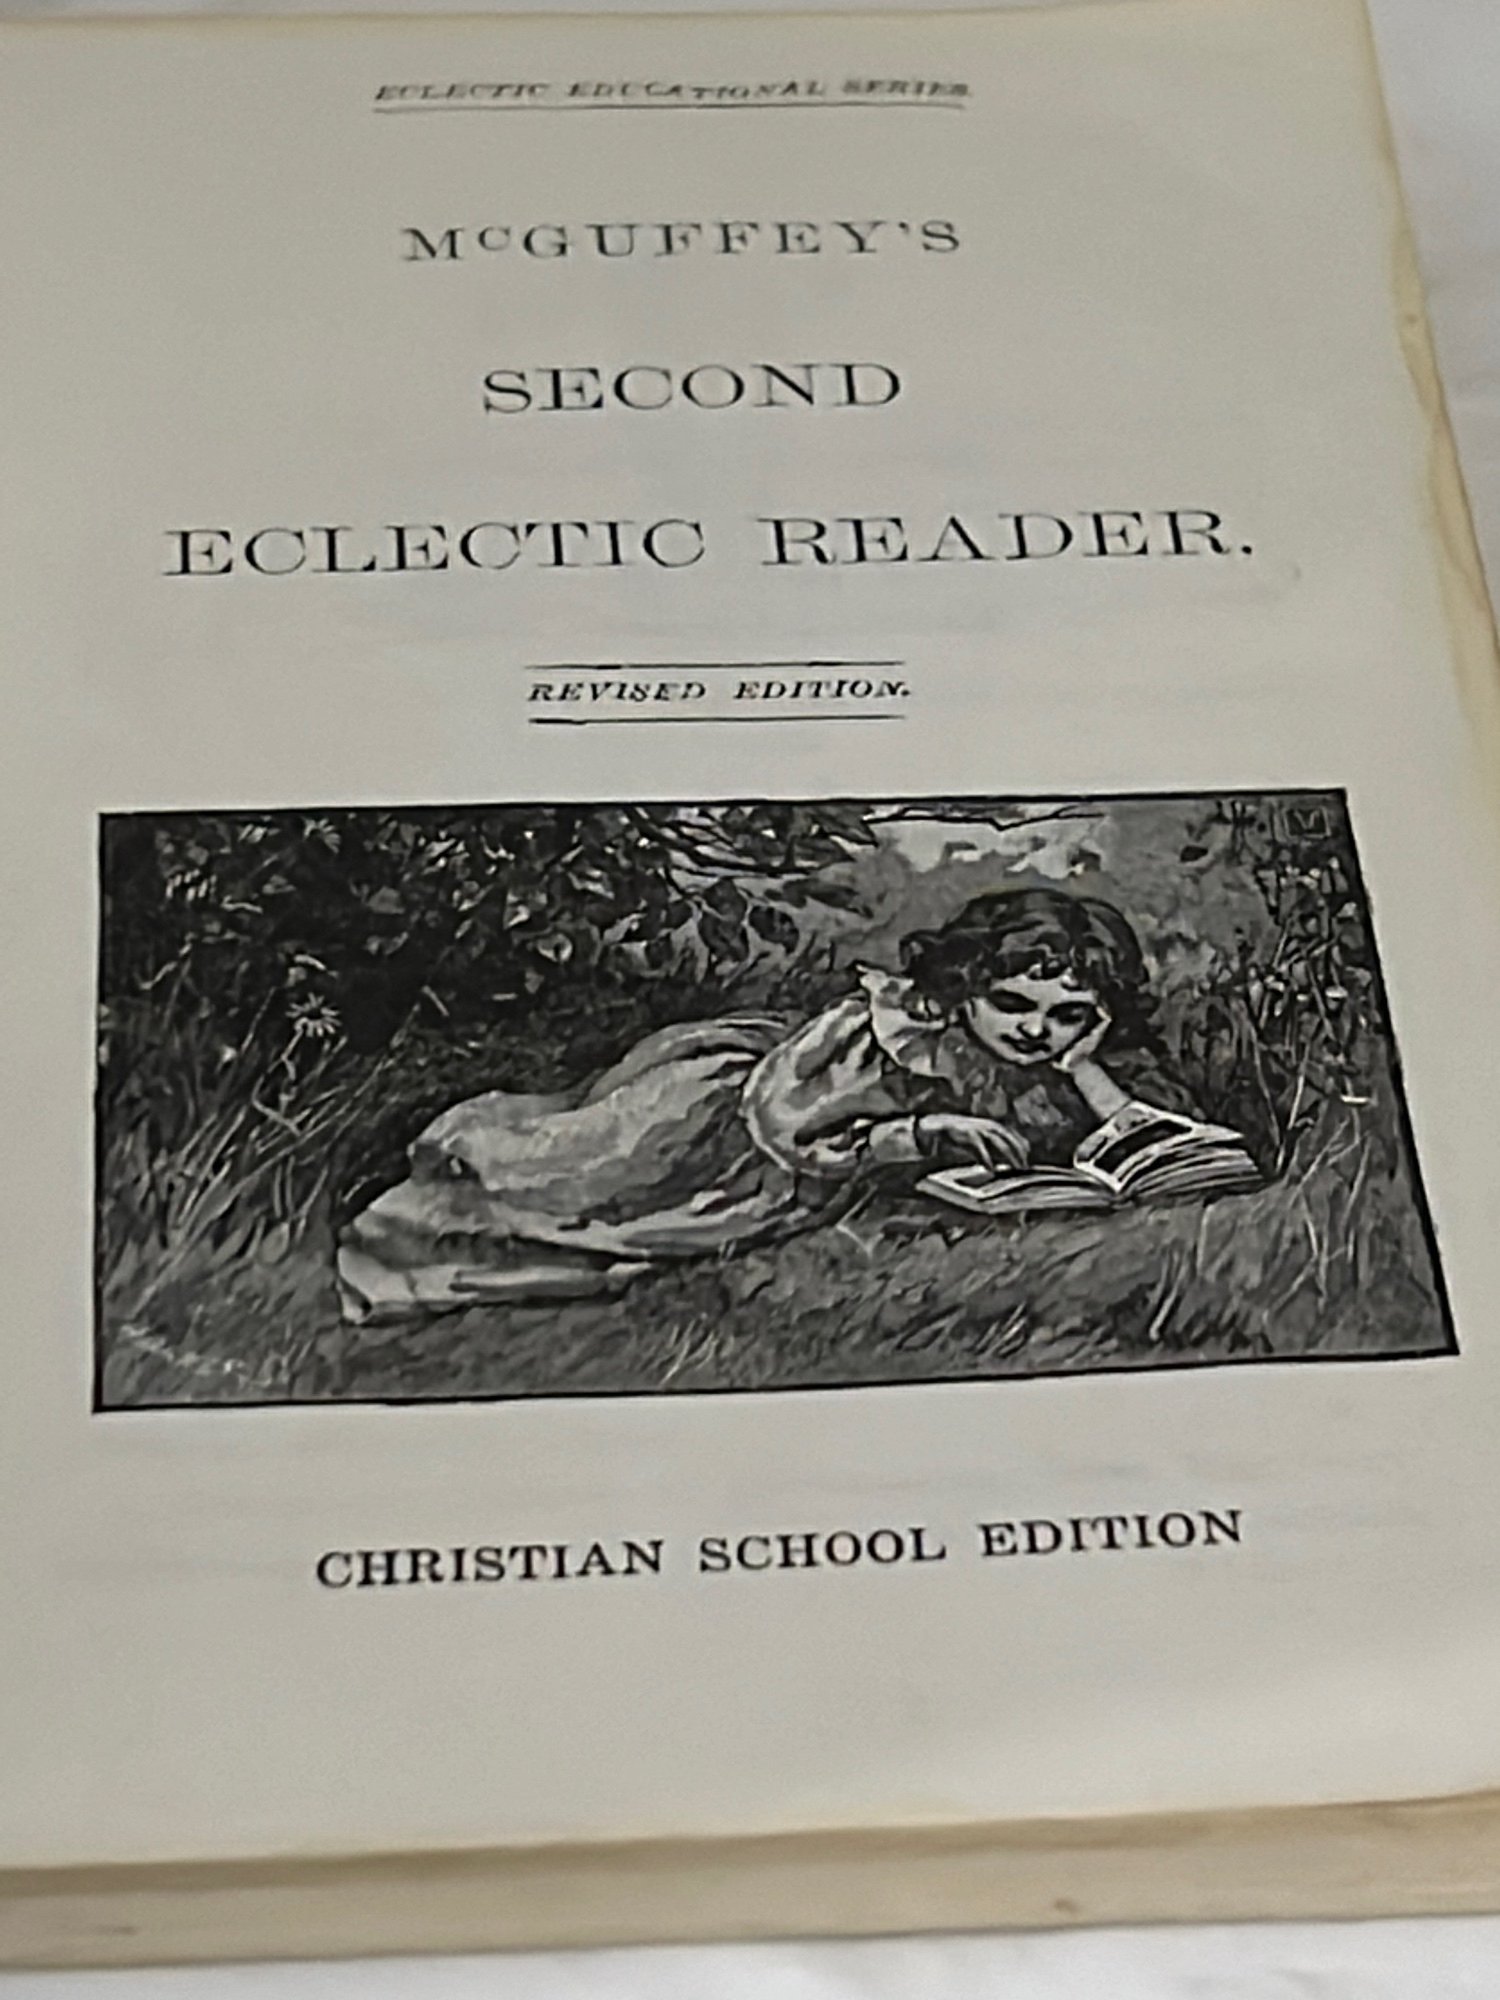 ECLECTIC EDUCATIONAL SERIES.
McGUFFEY'S
SECOND
ECLECTIC READER.
REVISED EDITION.
CHRISTIAN SCHOOL EDITION